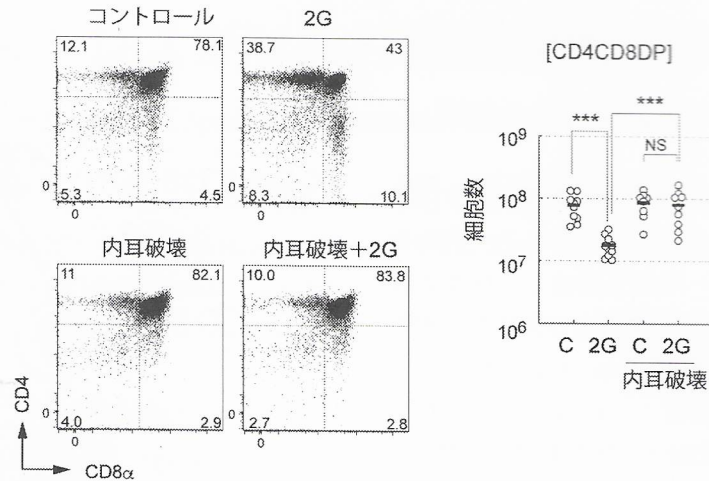 コントロール
2G
12.1 78.1
0
5.3 4.5
0
38.7 43
0
8.3 10.1
0
内耳破壊
内耳破壊+2G
11 82.1
0
4.0 2.9
0
10.0 83.8
0
2.7 2.8
0
CD4
CD8α
[CD4CD8DP]
***
***
NS
細胞数
10⁹
10⁸
10⁷
10⁶
C 2G C 2G
内耳破壊